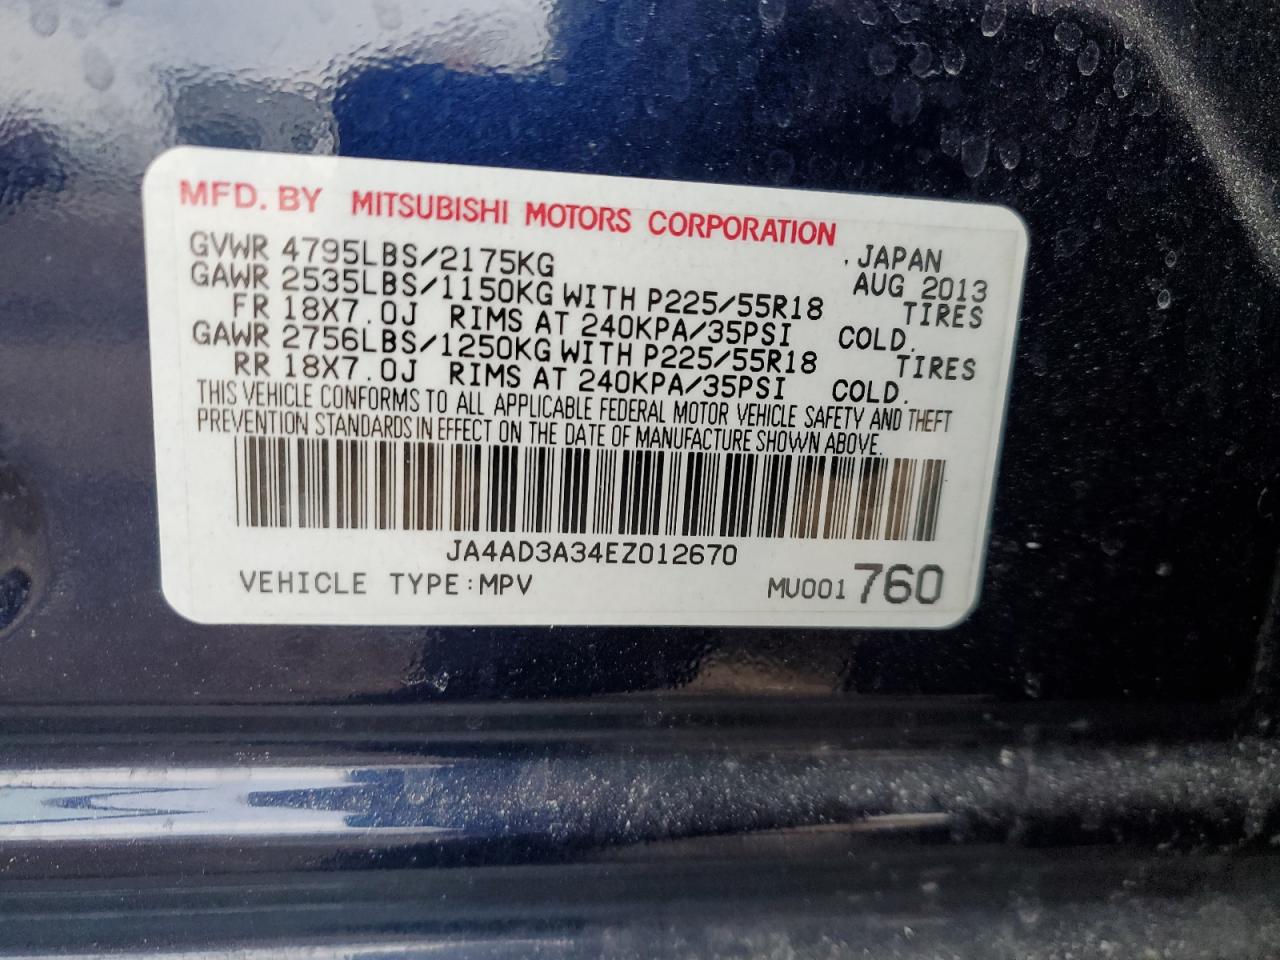 MFD. BY MITSUBISHI MOTORS CORPORATION
. JAPAN
GVWR 4795LBS/2175KG AUG 2013
GAWR 2535LBS/1150KG WITH P225/55R18 TIRES
FR 18X7.0J RIMS AT 240KPA/35PSI COLD.
GAWR 2756LBS/1250KG WITH P225/55R18 TIRES
RR 18X7.0J RIMS AT 240KPA/35PSI COLD.
THIS VEHICLE CONFORMS TO ALL APPLICABLE FEDERAL MOTOR VEHICLE SAFETY AND THEFT
PREVENTION STANDARDS IN EFFECT ON THE DATE OF MANUFACTURE SHOWN ABOVE.
JA4AD3A34EZ012670
VEHICLE TYPE:MPV MU001760